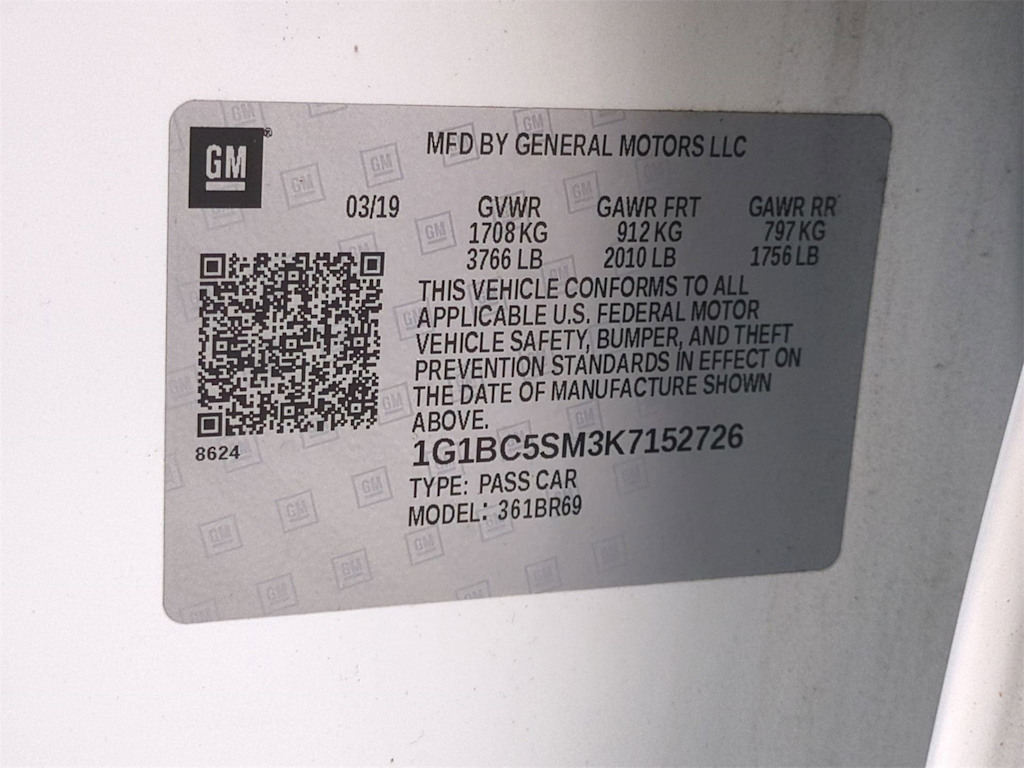 GM
MFD BY GENERAL MOTORS LLC
03/19 GVWR GAWR FRT GAWR RR
1708 KG 912 KG 797 KG
3766 LB 2010 LB 1756 LB
THIS VEHICLE CONFORMS TO ALL
APPLICABLE U.S. FEDERAL MOTOR
VEHICLE SAFETY, BUMPER, AND THEFT
PREVENTION STANDARDS IN EFFECT ON
THE DATE OF MANUFACTURE SHOWN
ABOVE.
8624
1G1BC5SM3K7152726
TYPE: PASS CAR
MODEL: 361BR69